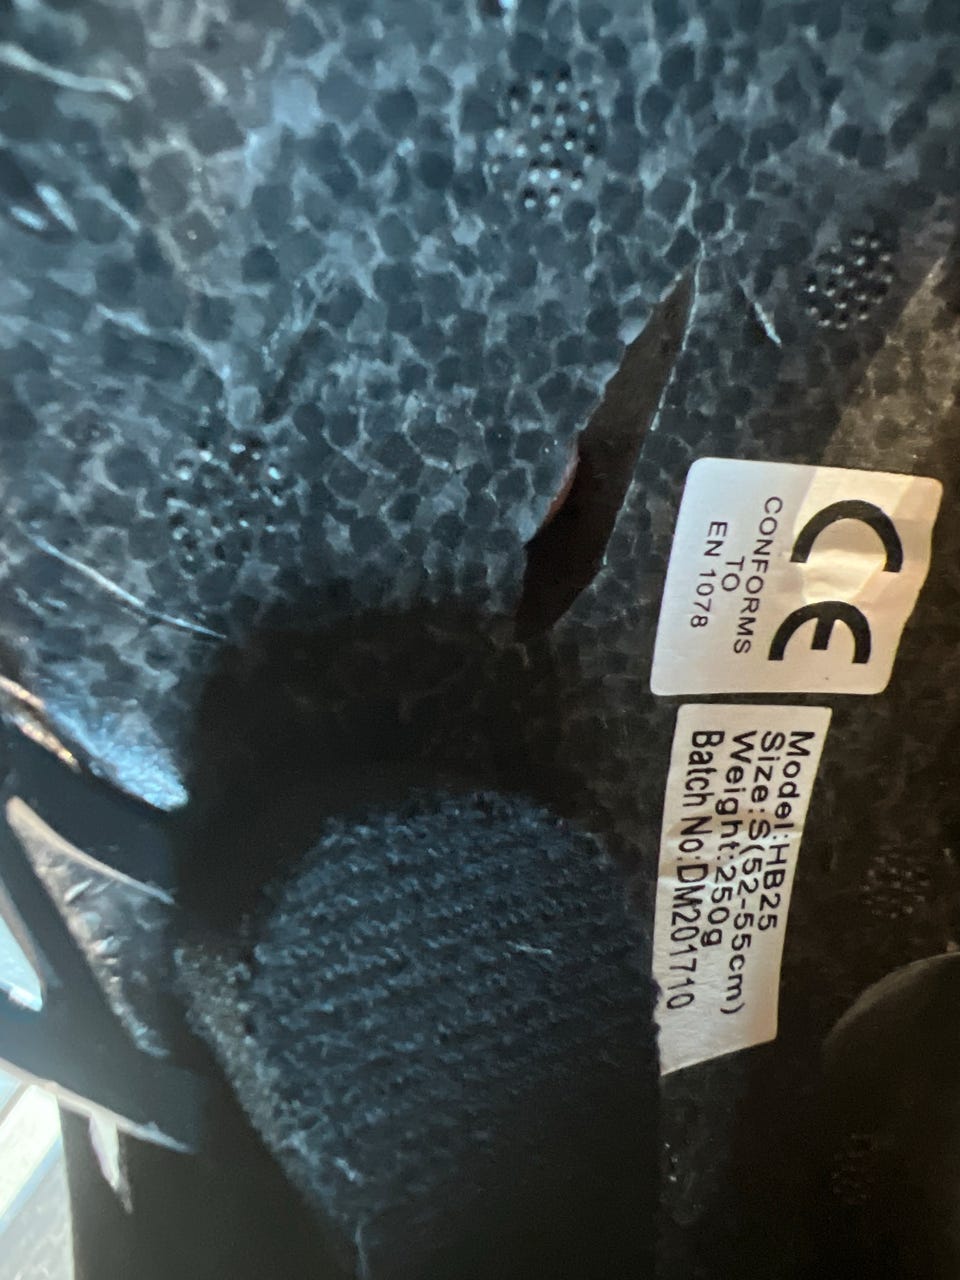 CE
CONFORMS
TO
EN 1078
Model:HB25
Size:S(52-55cm)
Weight:250g
Batch No:DM201710